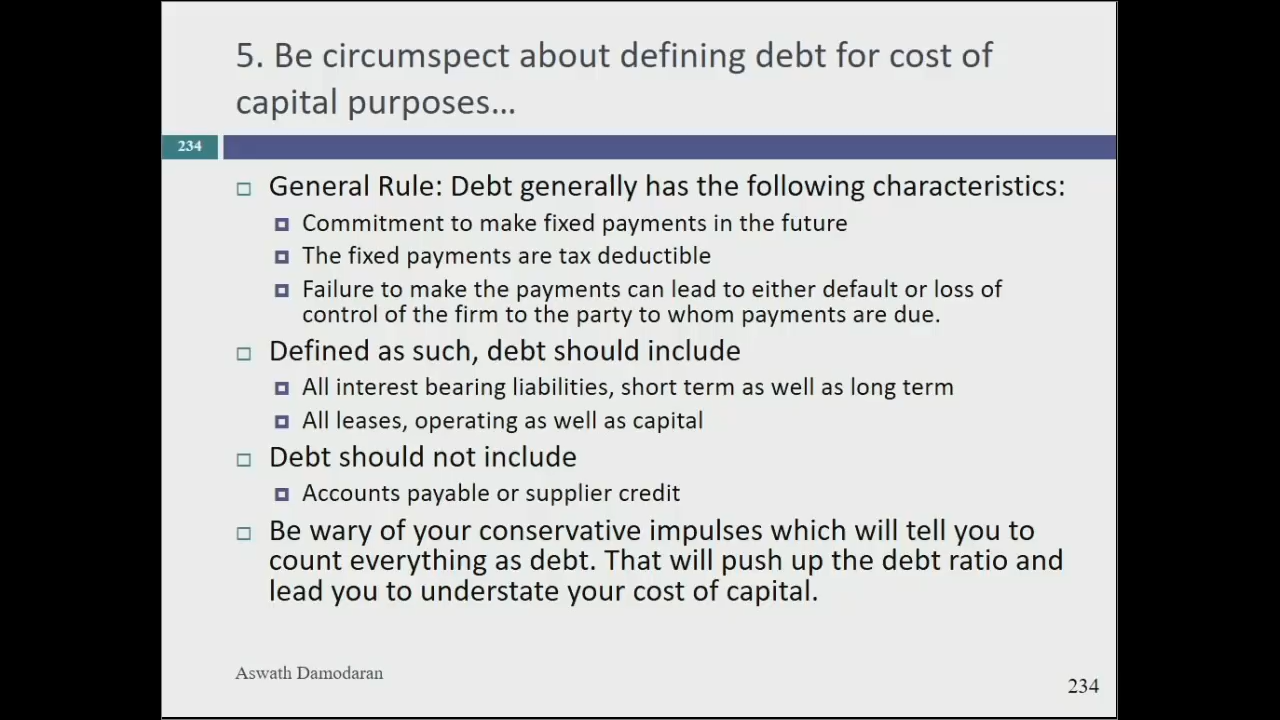 5. Be circumspect about defining debt for cost of
capital purposes…
234
General Rule: Debt generally has the following characteristics:
Commitment to make fixed payments in the future
The fixed payments are tax deductible
Failure to make the payments can lead to either default or loss of
control of the firm to the party to whom payments are due.
Defined as such, debt should include
All interest bearing liabilities, short term as well as long term
All leases, operating as well as capital
Debt should not include
Accounts payable or supplier credit
Be wary of your conservative impulses which will tell you to
count everything as debt. That will push up the debt ratio and
lead you to understate your cost of capital.
Aswath Damodaran
234